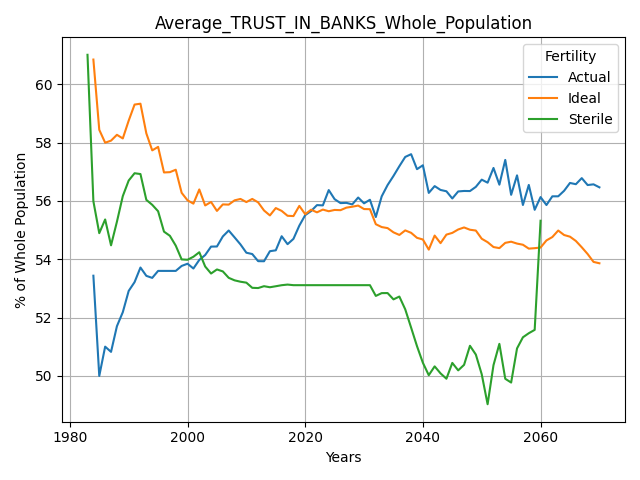 Average_TRUST_IN_BANKS_Whole_Population
Fertility
Actual
Ideal
Sterile
% of Whole Population
60
58
56
54
52
50
1980
2000
2020
2040
2060
Years